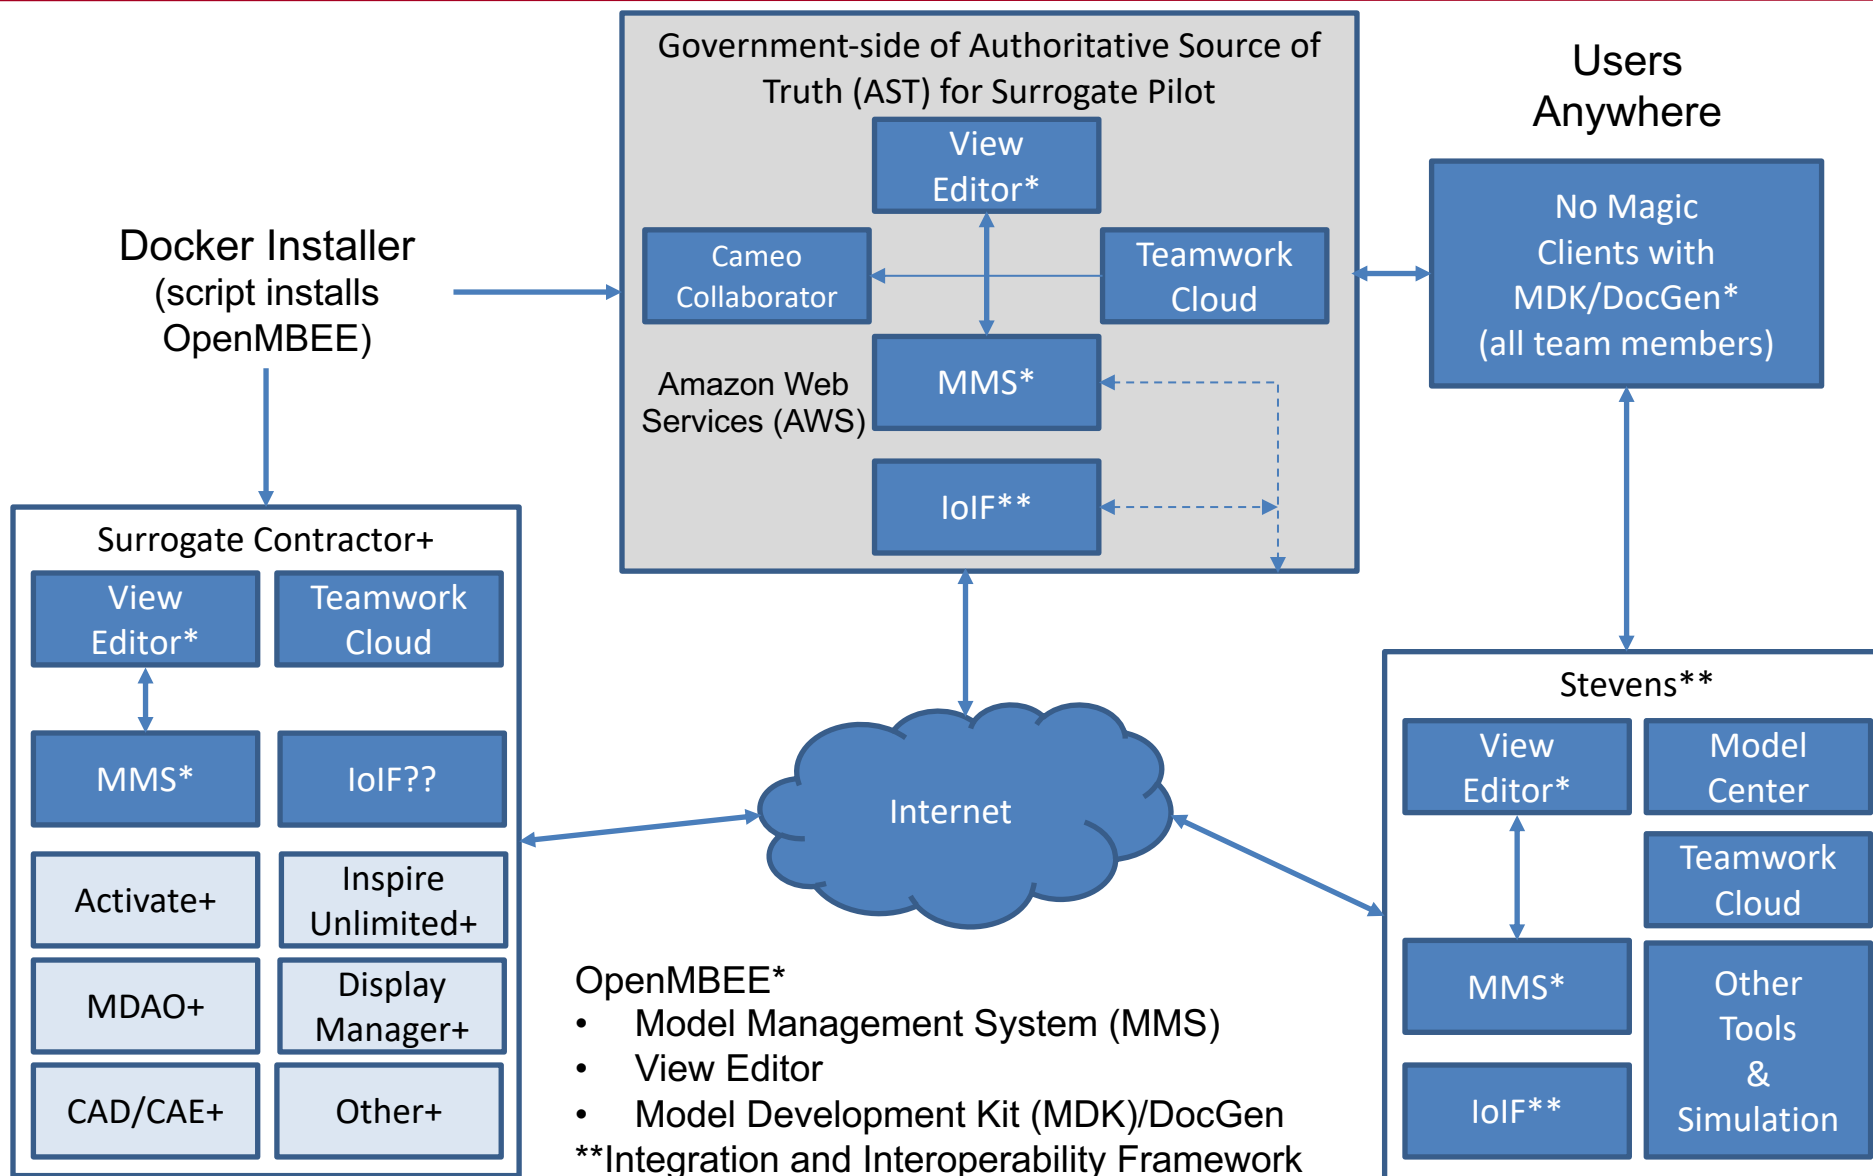 Government-side of Authoritative Source of
Truth (AST) for Surrogate Pilot
View
Editor*
Cameo
Collaborator
Teamwork
Cloud
Amazon Web
Services (AWS)
MMS*
IoIF**
Users
Anywhere
No Magic
Clients with
MDK/DocGen*
(all team members)
Docker Installer
(script installs
OpenMBEE)
Surrogate Contractor+
View
Editor*
Teamwork
Cloud
MMS*
IoIF??
Activate+
Inspire
Unlimited+
MDAO+
Display
Manager+
CAD/CAE+
Other+
Internet
Stevens**
View
Editor*
Model
Center
Teamwork
Cloud
MMS*
Other
Tools
&
Simulation
IoIF**
OpenMBEE*
• Model Management System (MMS)
• View Editor
• Model Development Kit (MDK)/DocGen
**Integration and Interoperability Framework